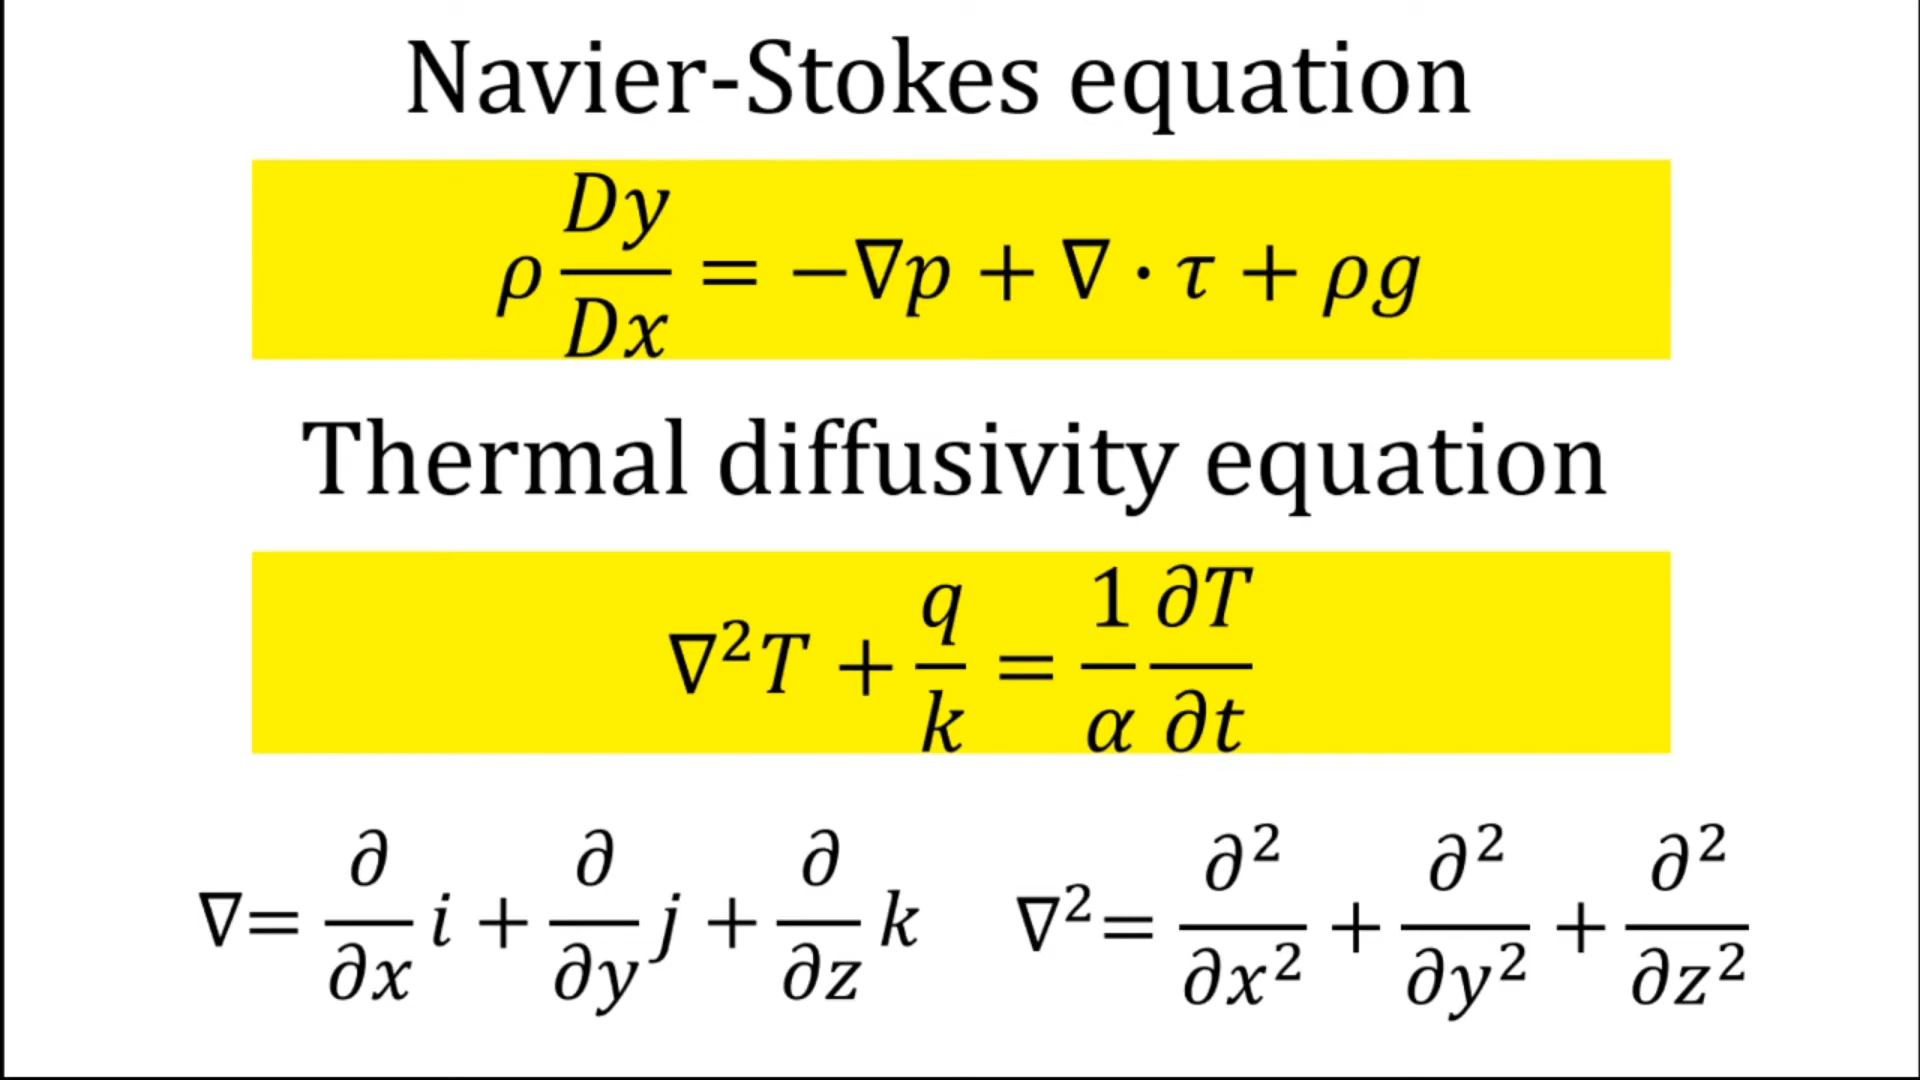 Navier-Stokes equation
ρ Dy/Dx = −∇p + ∇ · τ + ρg
Thermal diffusivity equation
∇²T + q/k = 1/α ∂T/∂t
∇= ∂/∂x i + ∂/∂y j + ∂/∂z k
∇²= ∂²/∂x² + ∂²/∂y² + ∂²/∂z²